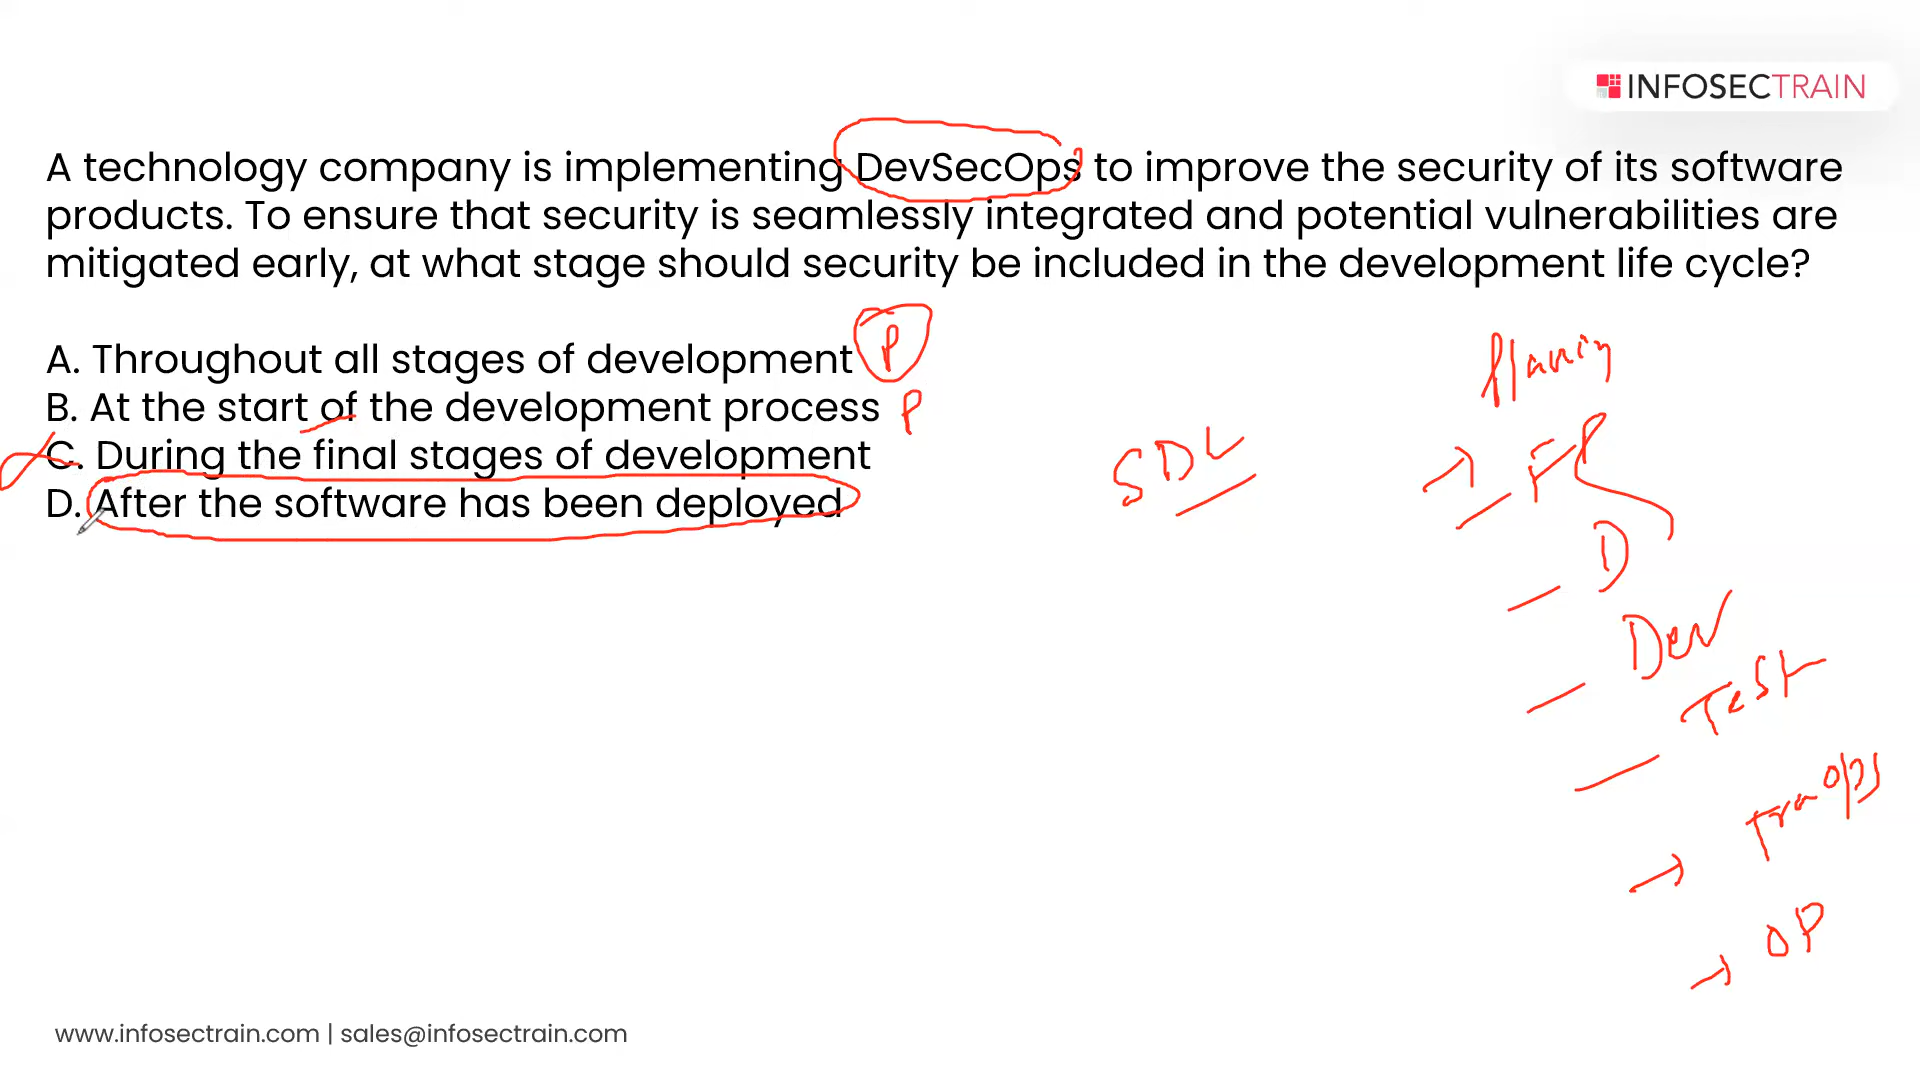 INFOSECTRAIN
A technology company is implementing DevSecOps to improve the security of its software
products. To ensure that security is seamlessly integrated and potential vulnerabilities are
mitigated early, at what stage should security be included in the development life cycle?
A. Throughout all stages of development P
B. At the start of the development process P
C. During the final stages of development
D. After the software has been deployed
SDL
FP
D
Dev
Test
OP
www.infosectrain.com | sales@infosectrain.com